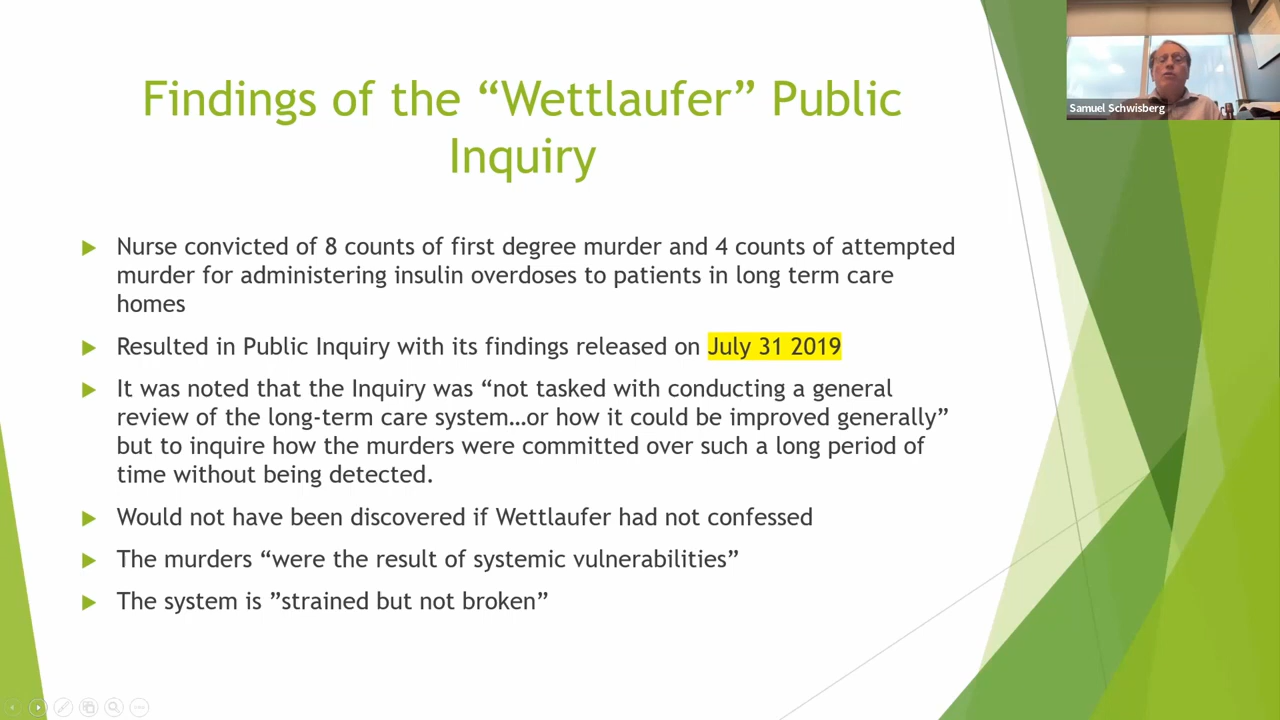 Findings of the “Wettlaufer” Public
Inquiry
Nurse convicted of 8 counts of first degree murder and 4 counts of attempted
murder for administering insulin overdoses to patients in long term care
homes
Resulted in Public Inquiry with its findings released on July 31 2019
It was noted that the Inquiry was “not tasked with conducting a general
review of the long-term care system…or how it could be improved generally”
but to inquire how the murders were committed over such a long period of
time without being detected.
Would not have been discovered if Wettlaufer had not confessed
The murders “were the result of systemic vulnerabilities”
The system is ”strained but not broken”
Samuel Schwisberg